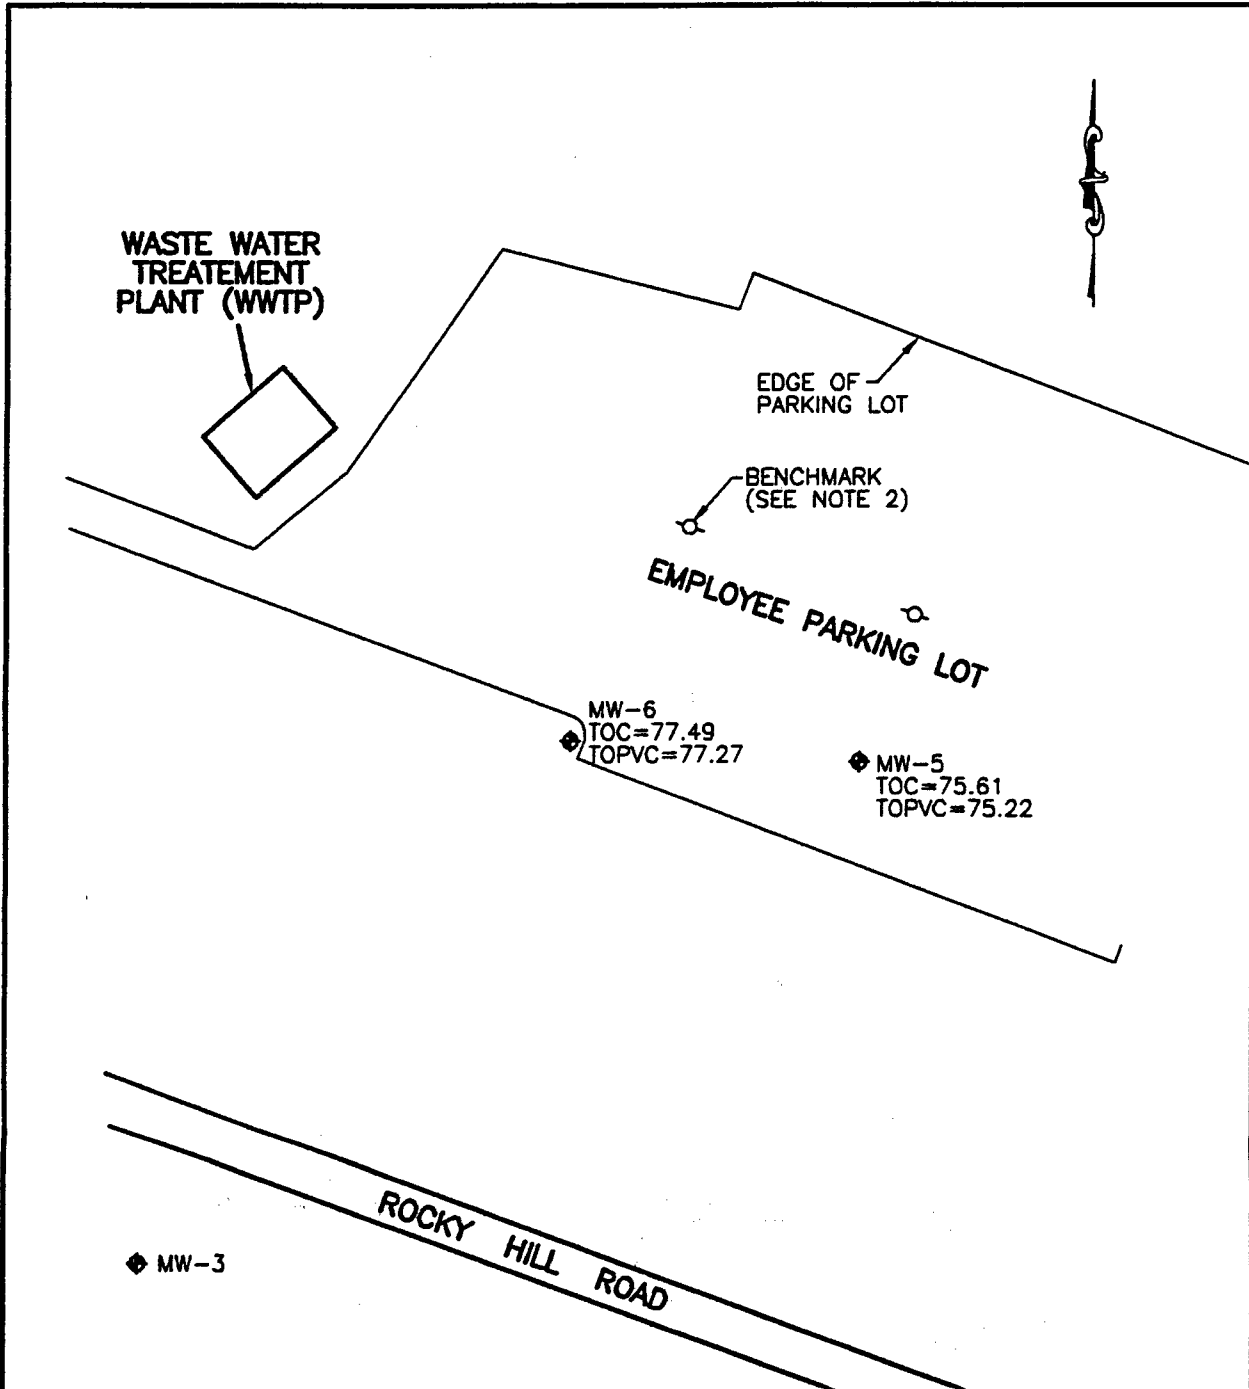 WASTE WATER
TREATEMENT
PLANT (WWTP)
EDGE OF
PARKING LOT
BENCHMARK
(SEE NOTE 2)
EMPLOYEE PARKING LOT
MW-6
TOC=77.49
TOPVC=77.27
MW-5
TOC=75.61
TOPVC=75.22
ROCKY HILL ROAD
MW-3